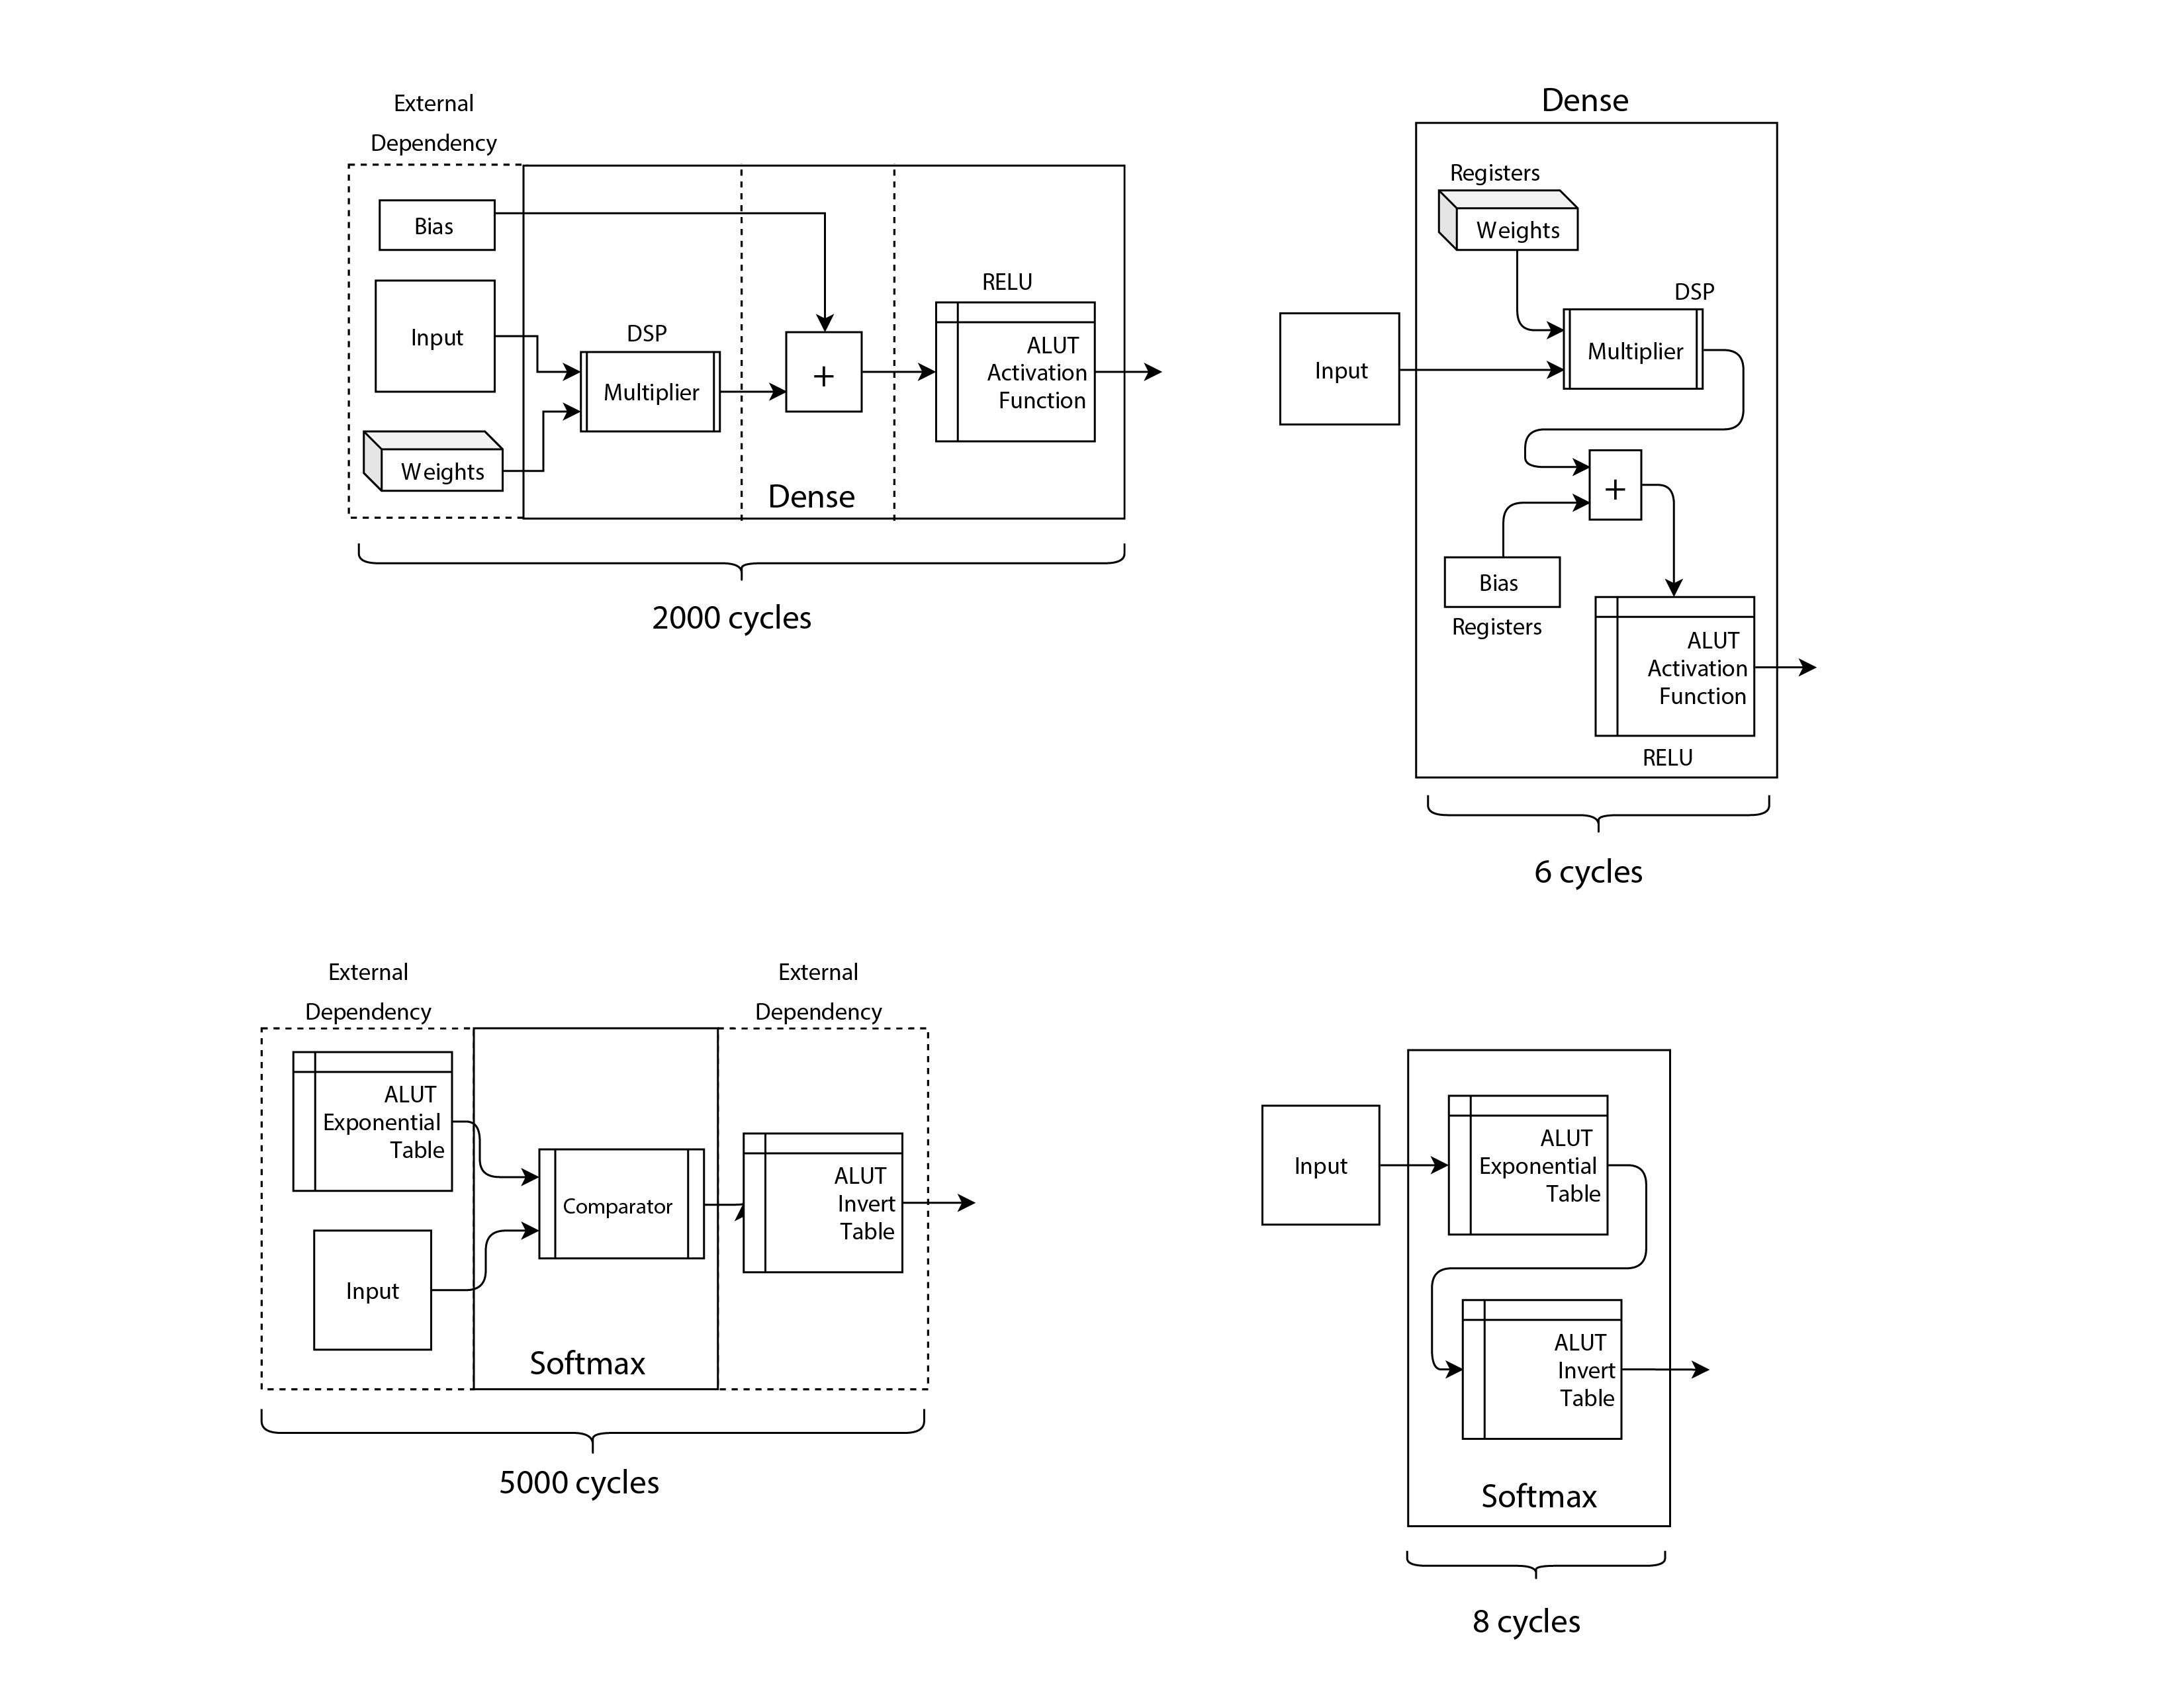 External
Dependency
Bias
Input
Weights
DSP
Multiplier
+
RELU
ALUT
Activation
Function
Dense
2000 cycles
Dense
Registers
Weights
DSP
Multiplier
Input
+
Bias
Registers
ALUT
Activation
Function
RELU
6 cycles
External
Dependency
ALUT
Exponential
Table
Input
Comparator
Softmax
External
Dependency
ALUT
Invert
Table
5000 cycles
Input
ALUT
Exponential
Table
ALUT
Invert
Table
Softmax
8 cycles